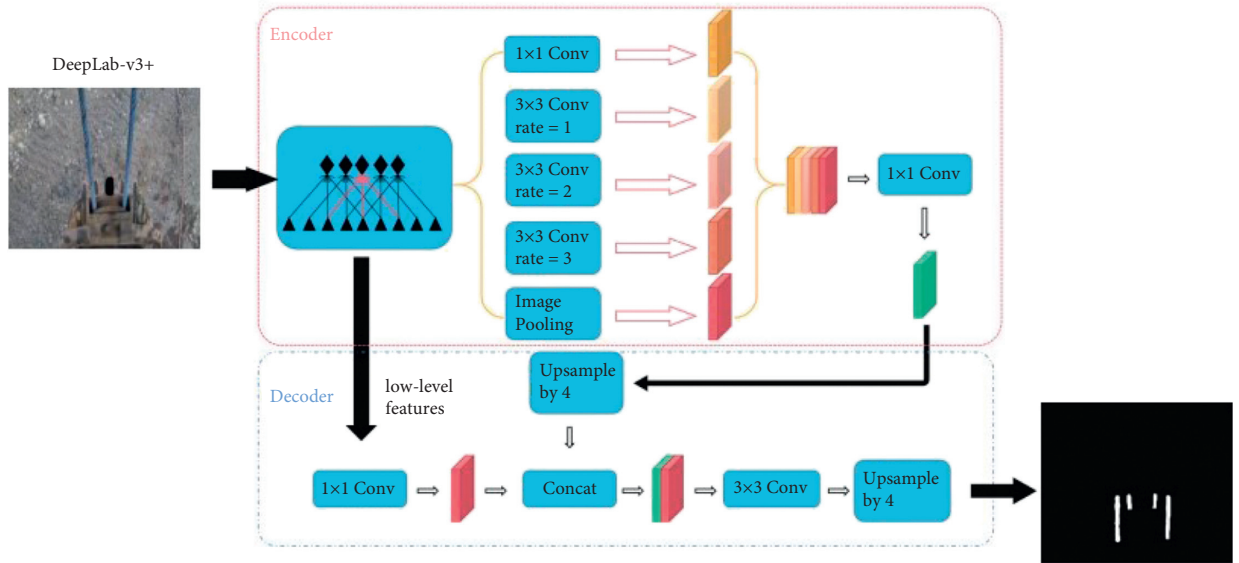 DeepLab-v3+
Encoder
1×1 Conv
3×3 Conv
rate = 1
3×3 Conv
rate = 2
3×3 Conv
rate = 3
Image
Pooling
1×1 Conv
Decoder
low-level
features
Upsample
by 4
1×1 Conv
Concat
3×3 Conv
Upsample
by 4